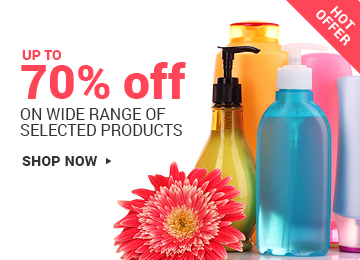 HOT
OFFER
UP TO
70% off
ON WIDE RANGE OF
SELECTED PRODUCTS
SHOP NOW